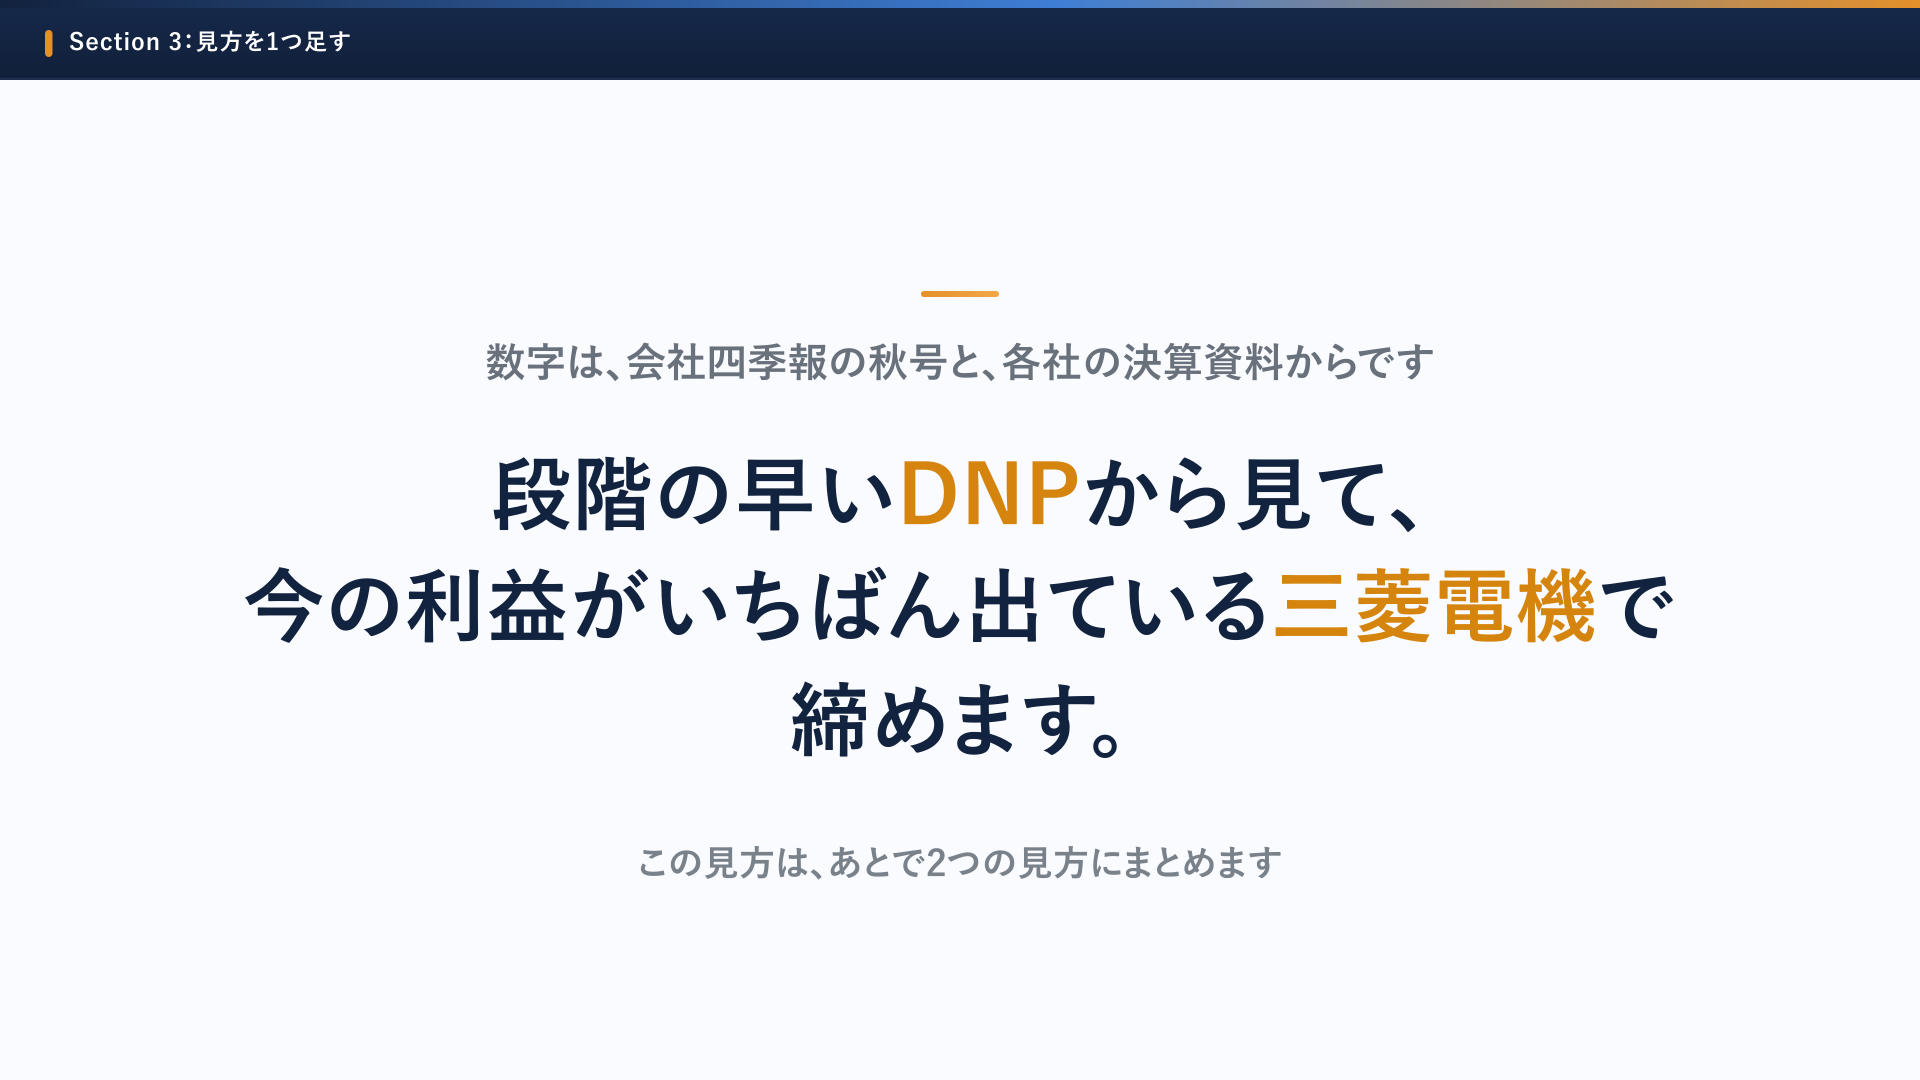 Section 3：見方を1つ足す
数字は、会社四季報の秋号と、各社の決算資料からです
段階の早いDNPから見て、
今の利益がいちばん出ている三菱電機で
締めます。
この見方は、あとで2つの見方にまとめます